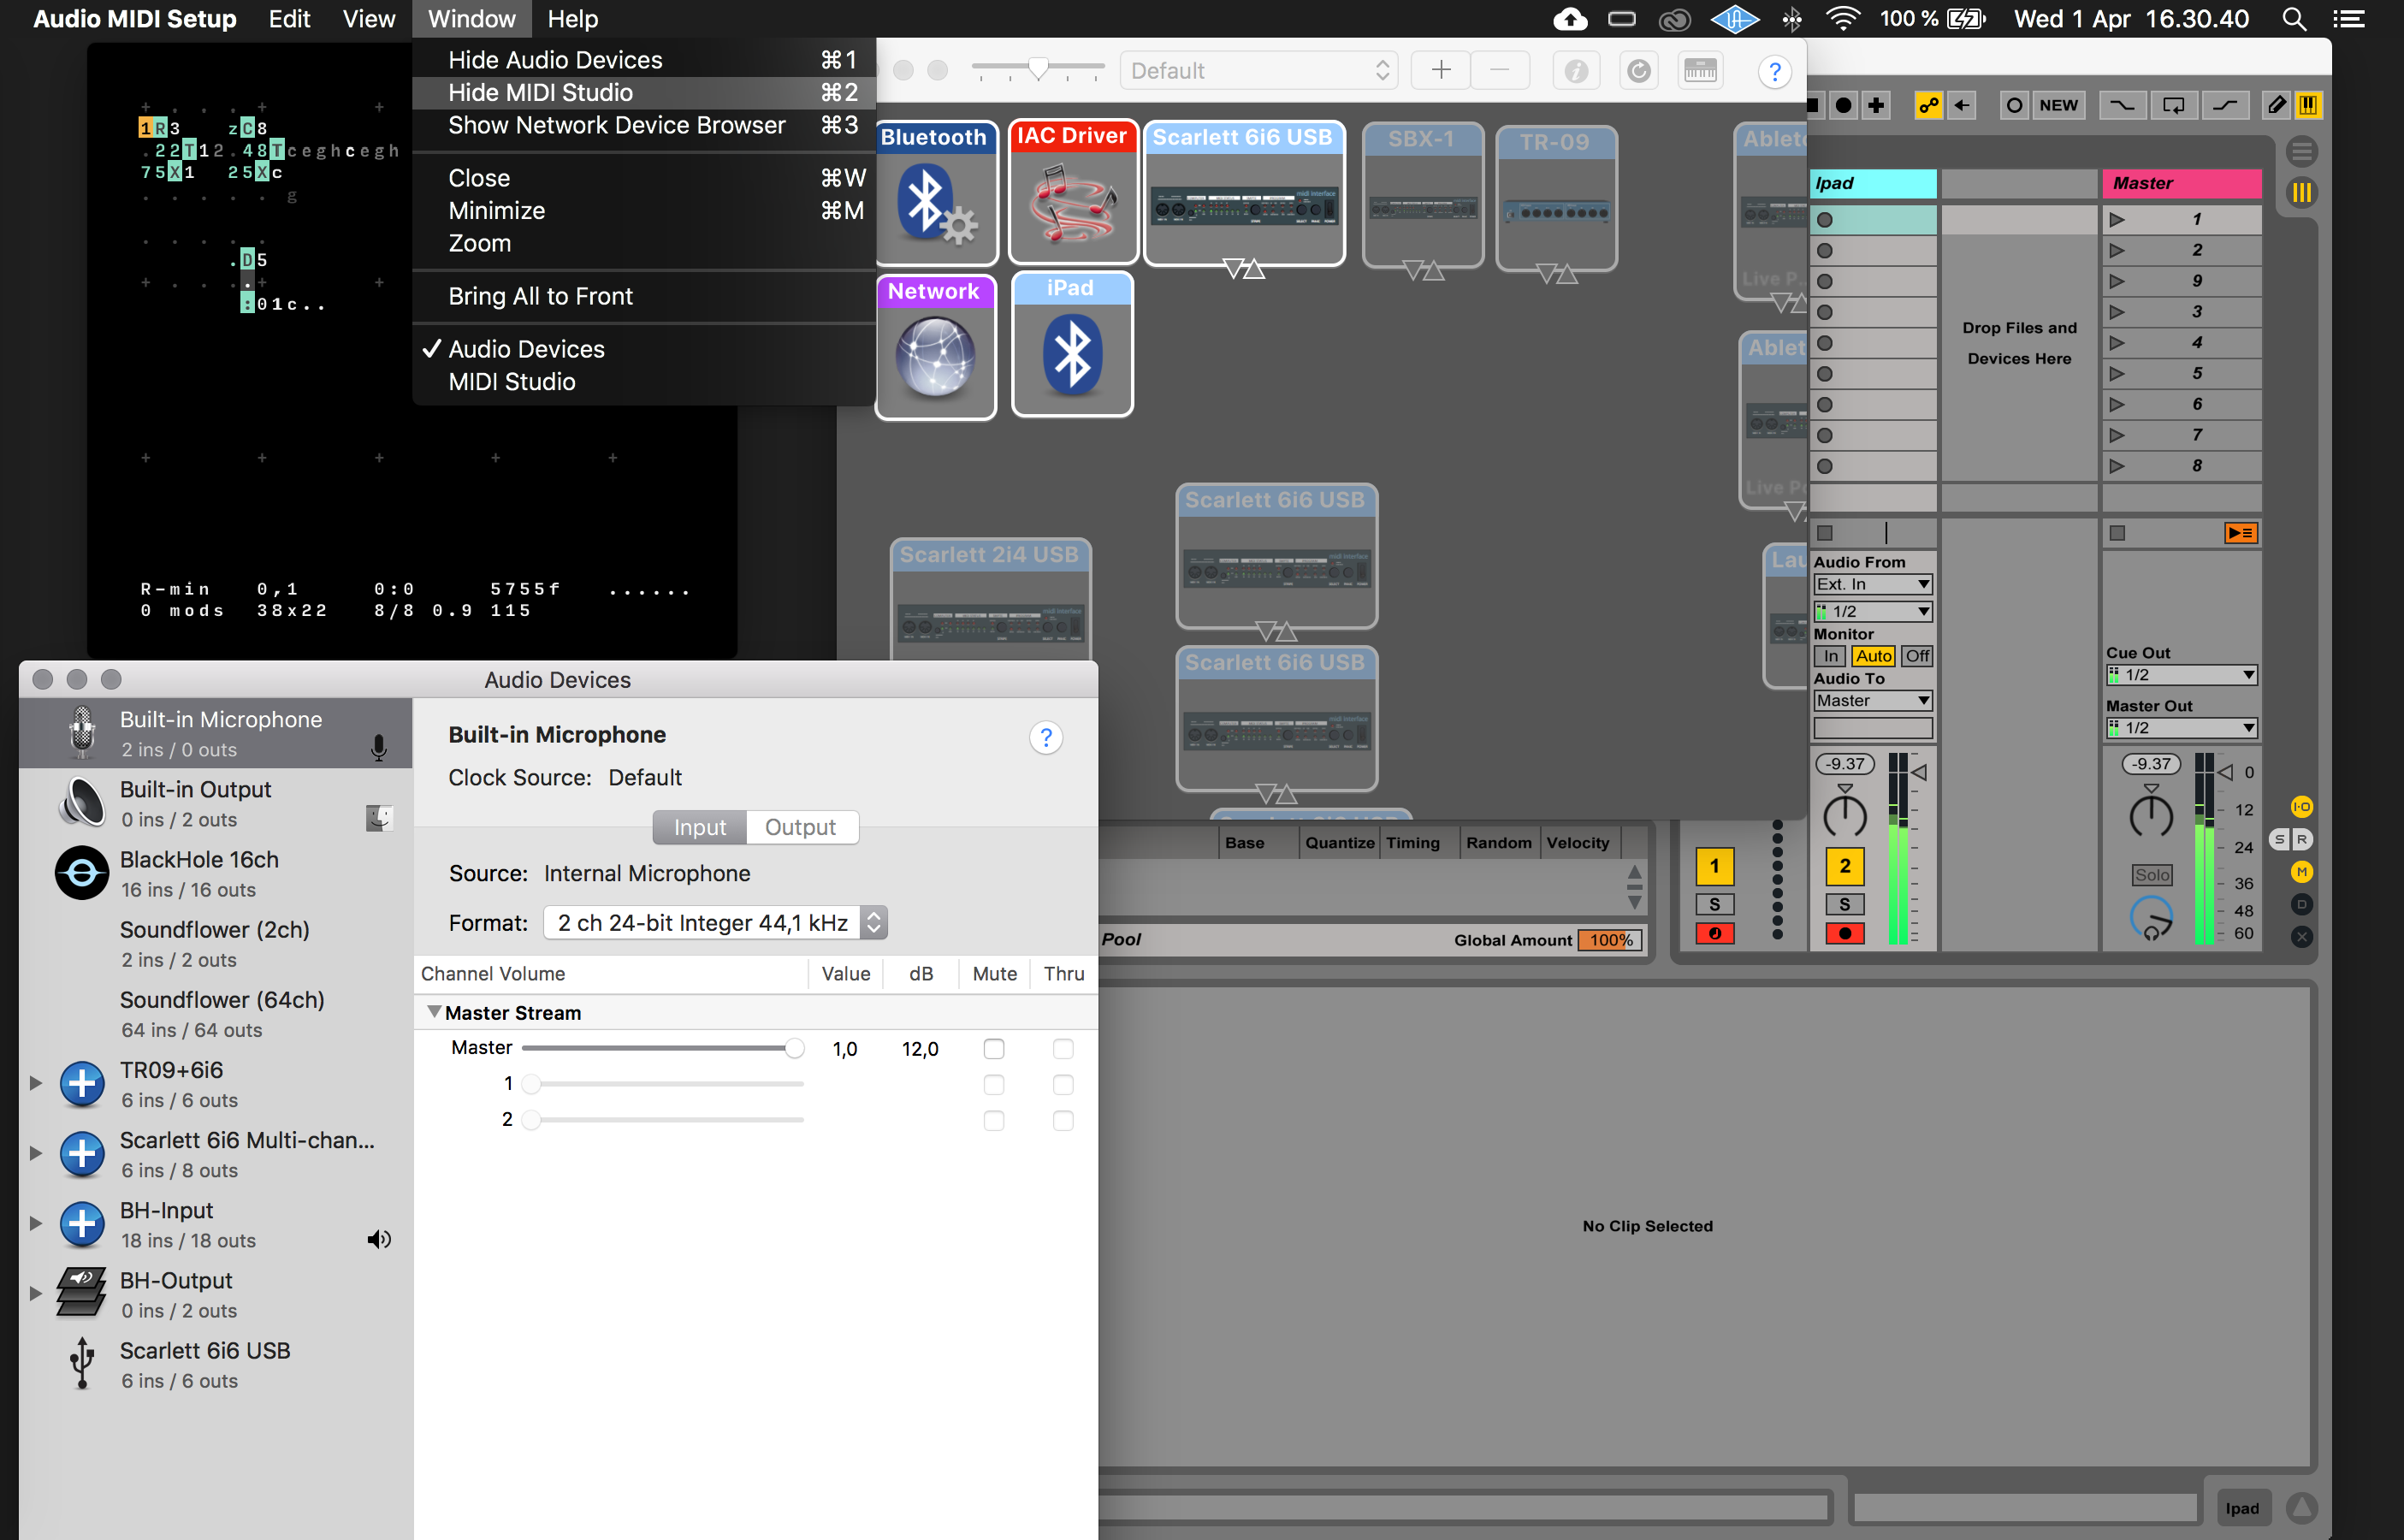 Audio MIDI Setup Edit View Window Help 100 % Wed 1 Apr 16.30.40
Hide Audio Devices ⌘1
Hide MIDI Studio ⌘2
Show Network Device Browser ⌘3
Close ⌘W
Minimize ⌘M
Zoom
Bring All to Front
✓ Audio Devices
MIDI Studio
1R3 zC8
.22T12.48Tceghcegh
75X1 25Xc
g
.D5
.
:01c..
R-min 0,1 0:0 5755f ......
0 mods 38x22 8/8 0.9 115
Default + − i ?
Bluetooth
IAC Driver
Scarlett 6i6 USB
SBX-1
TR-09
Network
iPad
Scarlett 6i6 USB
Scarlett 2i4 USB
Scarlett 6i6 USB
NEW
Ipad
Master
1
2
9
3
4
5
6
7
8
Drop Files and
Devices Here
Audio From
Ext. In
1/2
Monitor
In Auto Off
Audio To
Master
Cue Out
1/2
Master Out
1/2
-9.37
-9.37
0
12
24
36
48
60
Solo
1 2
S S
I·O
S R
M
D
X
Base Quantize Timing Random Velocity
Pool Global Amount 100%
No Clip Selected
Ipad
Audio Devices
Built-in Microphone
2 ins / 0 outs
Built-in Output
0 ins / 2 outs
BlackHole 16ch
16 ins / 16 outs
Soundflower (2ch)
2 ins / 2 outs
Soundflower (64ch)
64 ins / 64 outs
TR09+6i6
6 ins / 6 outs
Scarlett 6i6 Multi-chan...
6 ins / 8 outs
BH-Input
18 ins / 18 outs
BH-Output
0 ins / 2 outs
Scarlett 6i6 USB
6 ins / 6 outs
Built-in Microphone ?
Clock Source: Default
Input Output
Source: Internal Microphone
Format: 2 ch 24-bit Integer 44,1 kHz
Channel Volume Value dB Mute Thru
Master Stream
Master 1,0 12,0
1
2